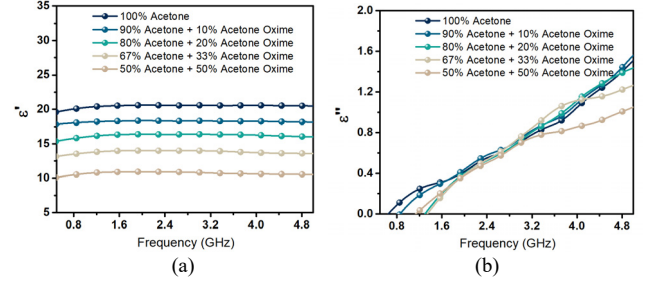 (a)
35
30
25
20
15
10
5
ε'
100% Acetone
90% Acetone + 10% Acetone Oxime
80% Acetone + 20% Acetone Oxime
67% Acetone + 33% Acetone Oxime
50% Acetone + 50% Acetone Oxime
0.8 1.6 2.4 3.2 4.0 4.8
Frequency (GHz)
(a)
(b)
2.0
1.6
1.2
0.8
0.4
0.0
ε"
100% Acetone
90% Acetone + 10% Acetone Oxime
80% Acetone + 20% Acetone Oxime
67% Acetone + 33% Acetone Oxime
50% Acetone + 50% Acetone Oxime
0.8 1.6 2.4 3.2 4.0 4.8
Frequency (GHz)
(b)